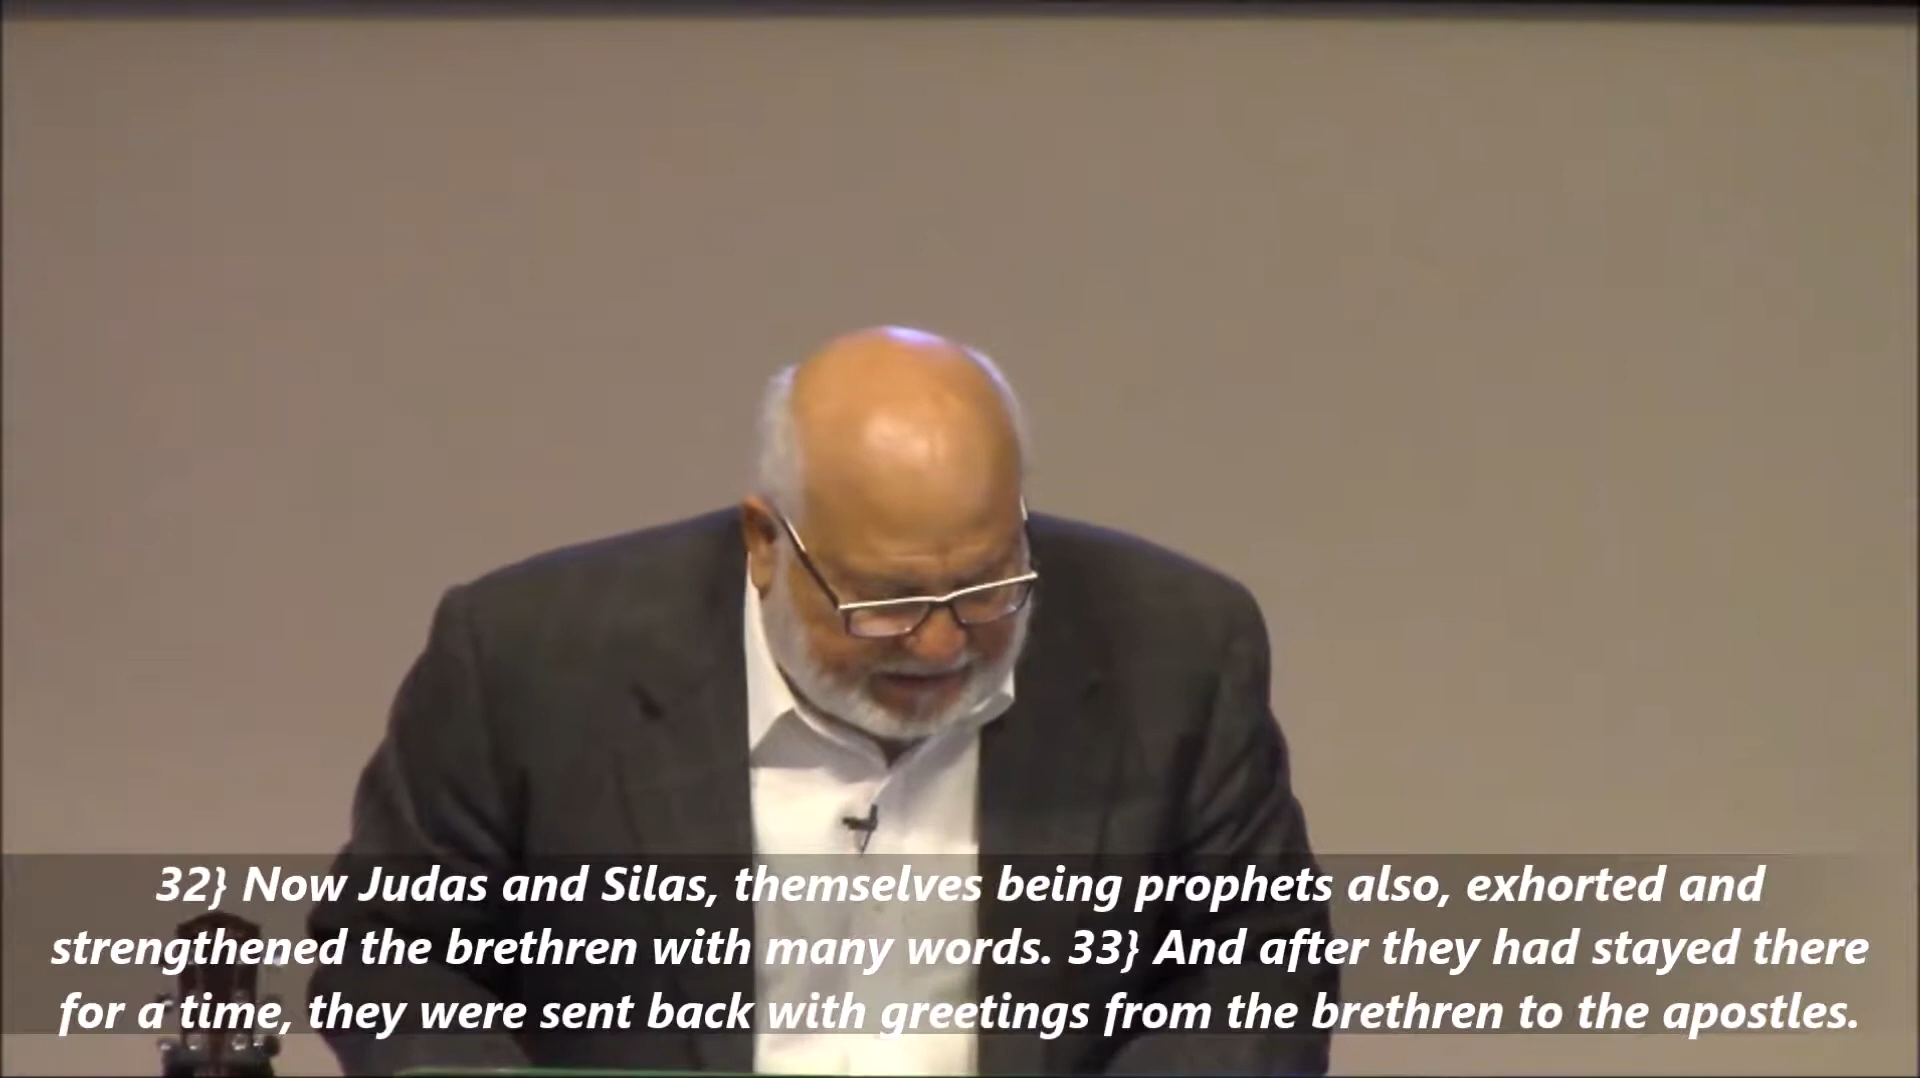 32} Now Judas and Silas, themselves being prophets also, exhorted and
strengthened the brethren with many words. 33} And after they had stayed there
for a time, they were sent back with greetings from the brethren to the apostles.